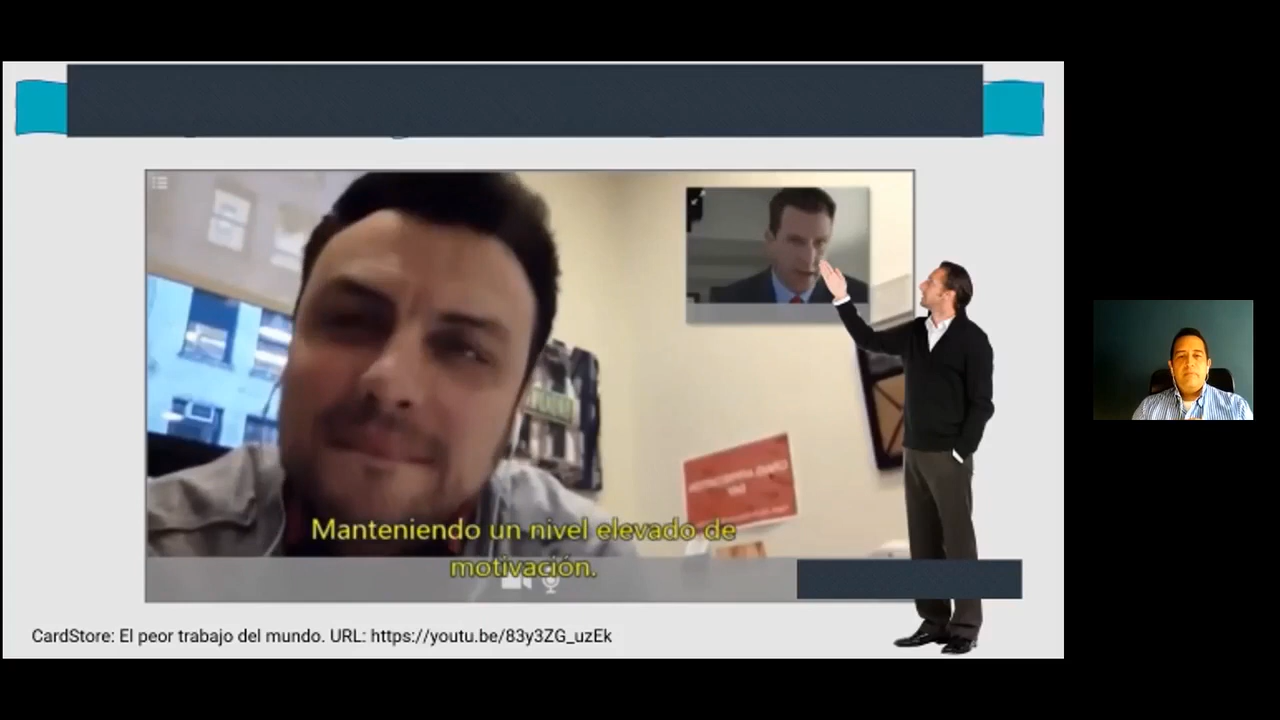 Manteniendo un nivel elevado de
motivación.
CardStore: El peor trabajo del mundo. URL: https://youtu.be/83y3ZG_uzEk